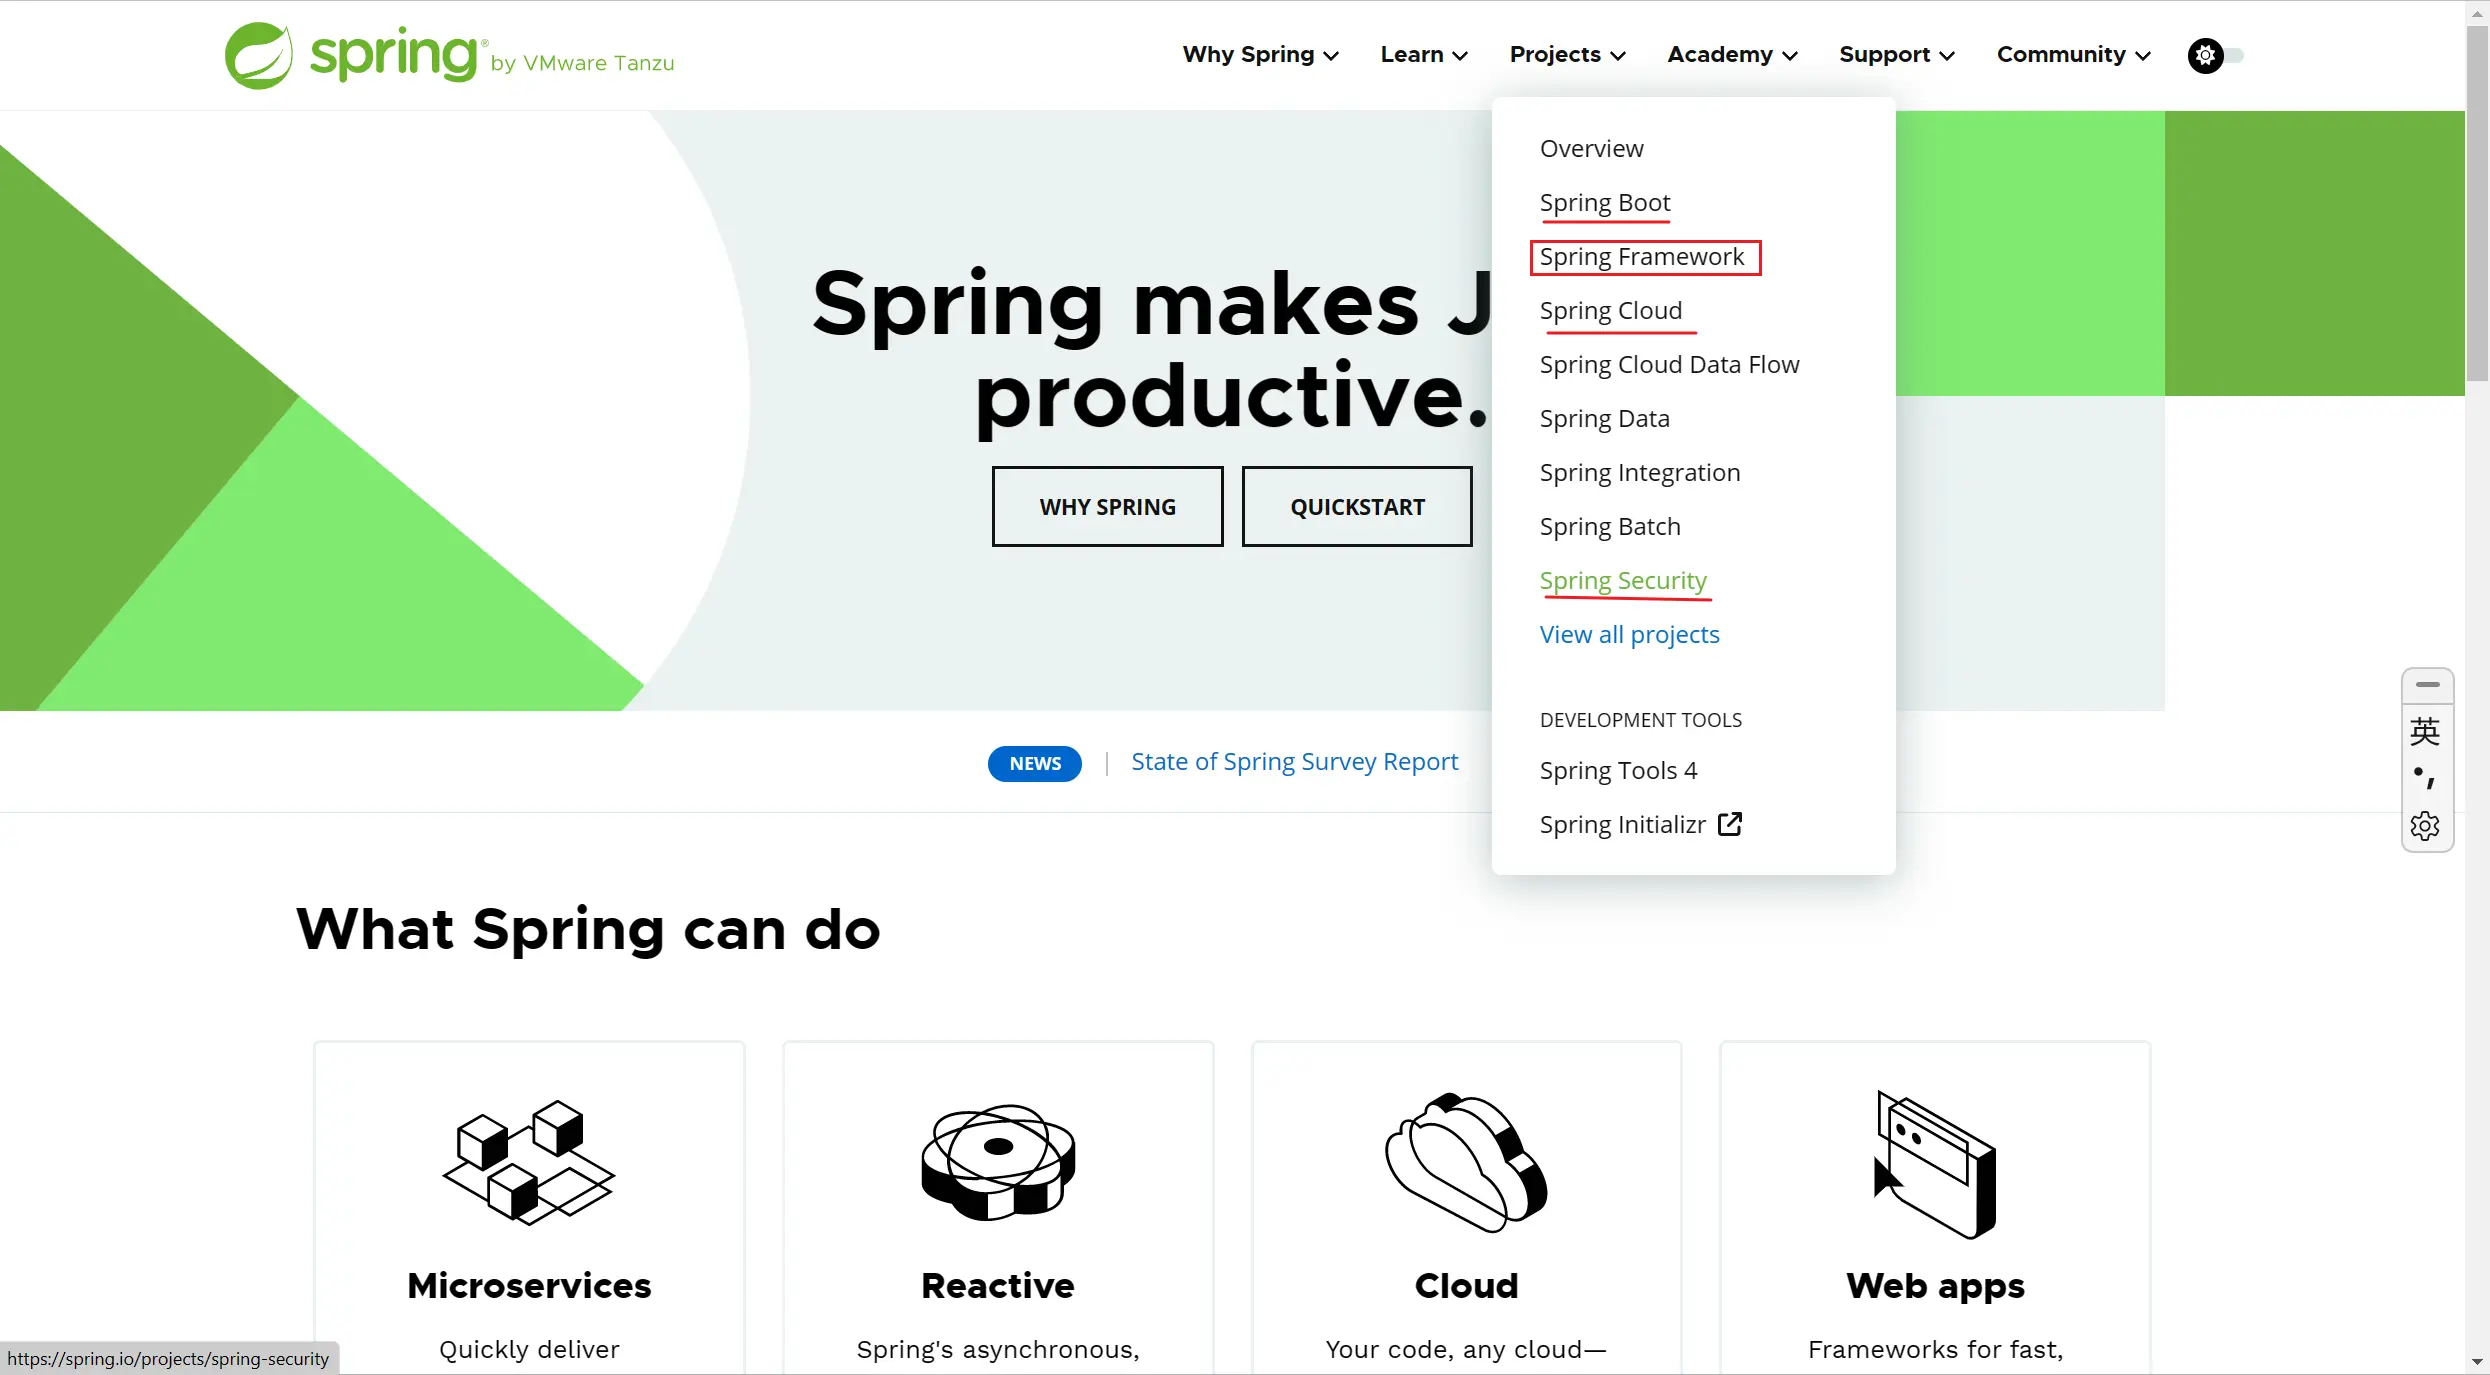 spring® by VMware Tanzu
Why Spring Learn Projects Academy Support Community
Overview
Spring Boot
Spring Framework
Spring Cloud
Spring Cloud Data Flow
Spring Data
Spring Integration
Spring Batch
Spring Security
View all projects
DEVELOPMENT TOOLS
Spring Tools 4
Spring Initializr
Spring makes J
productive.
WHY SPRING QUICKSTART
NEWS | State of Spring Survey Report
英
•,
What Spring can do
Microservices
Quickly deliver
Reactive
Spring's asynchronous,
Cloud
Your code, any cloud—
Web apps
Frameworks for fast,
https://spring.io/projects/spring-security